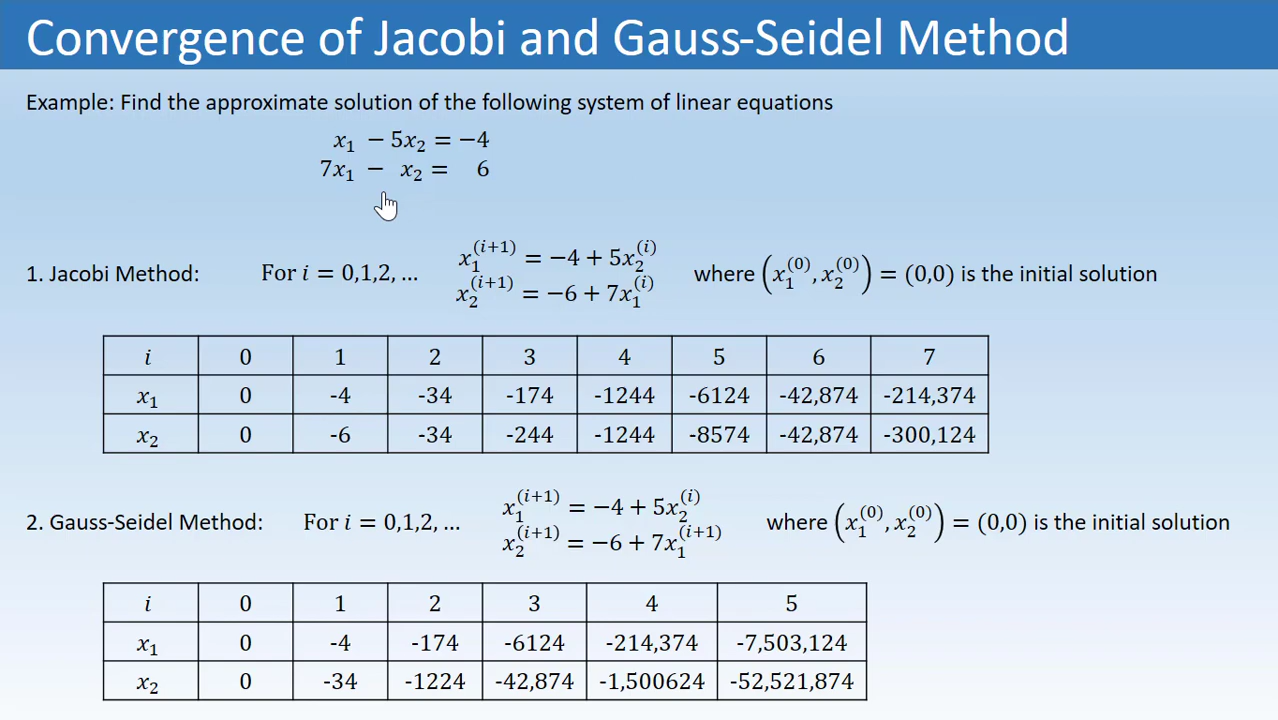 Convergence of Jacobi and Gauss-Seidel Method
Example: Find the approximate solution of the following system of linear equations
x₁ − 5x₂ = −4
7x₁ − x₂ = 6
1. Jacobi Method: For i = 0,1,2, … x₁⁽ⁱ⁺¹⁾ = −4 + 5x₂⁽ⁱ⁾ where (x₁⁽⁰⁾, x₂⁽⁰⁾) = (0,0) is the initial solution
x₂⁽ⁱ⁺¹⁾ = −6 + 7x₁⁽ⁱ⁾
i 0 1 2 3 4 5 6 7
x₁ 0 -4 -34 -174 -1244 -6124 -42,874 -214,374
x₂ 0 -6 -34 -244 -1244 -8574 -42,874 -300,124
2. Gauss-Seidel Method: For i = 0,1,2, … x₁⁽ⁱ⁺¹⁾ = −4 + 5x₂⁽ⁱ⁾ where (x₁⁽⁰⁾, x₂⁽⁰⁾) = (0,0) is the initial solution
x₂⁽ⁱ⁺¹⁾ = −6 + 7x₁⁽ⁱ⁺¹⁾
i 0 1 2 3 4 5
x₁ 0 -4 -174 -6124 -214,374 -7,503,124
x₂ 0 -34 -1224 -42,874 -1,500624 -52,521,874